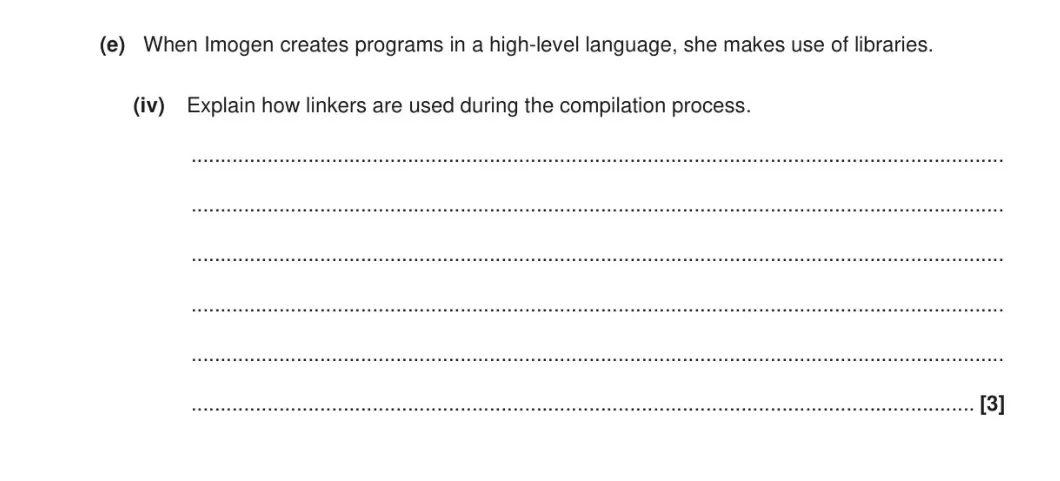 (e) When Imogen creates programs in a high-level language, she makes use of libraries.
(iv) Explain how linkers are used during the compilation process.
[3]